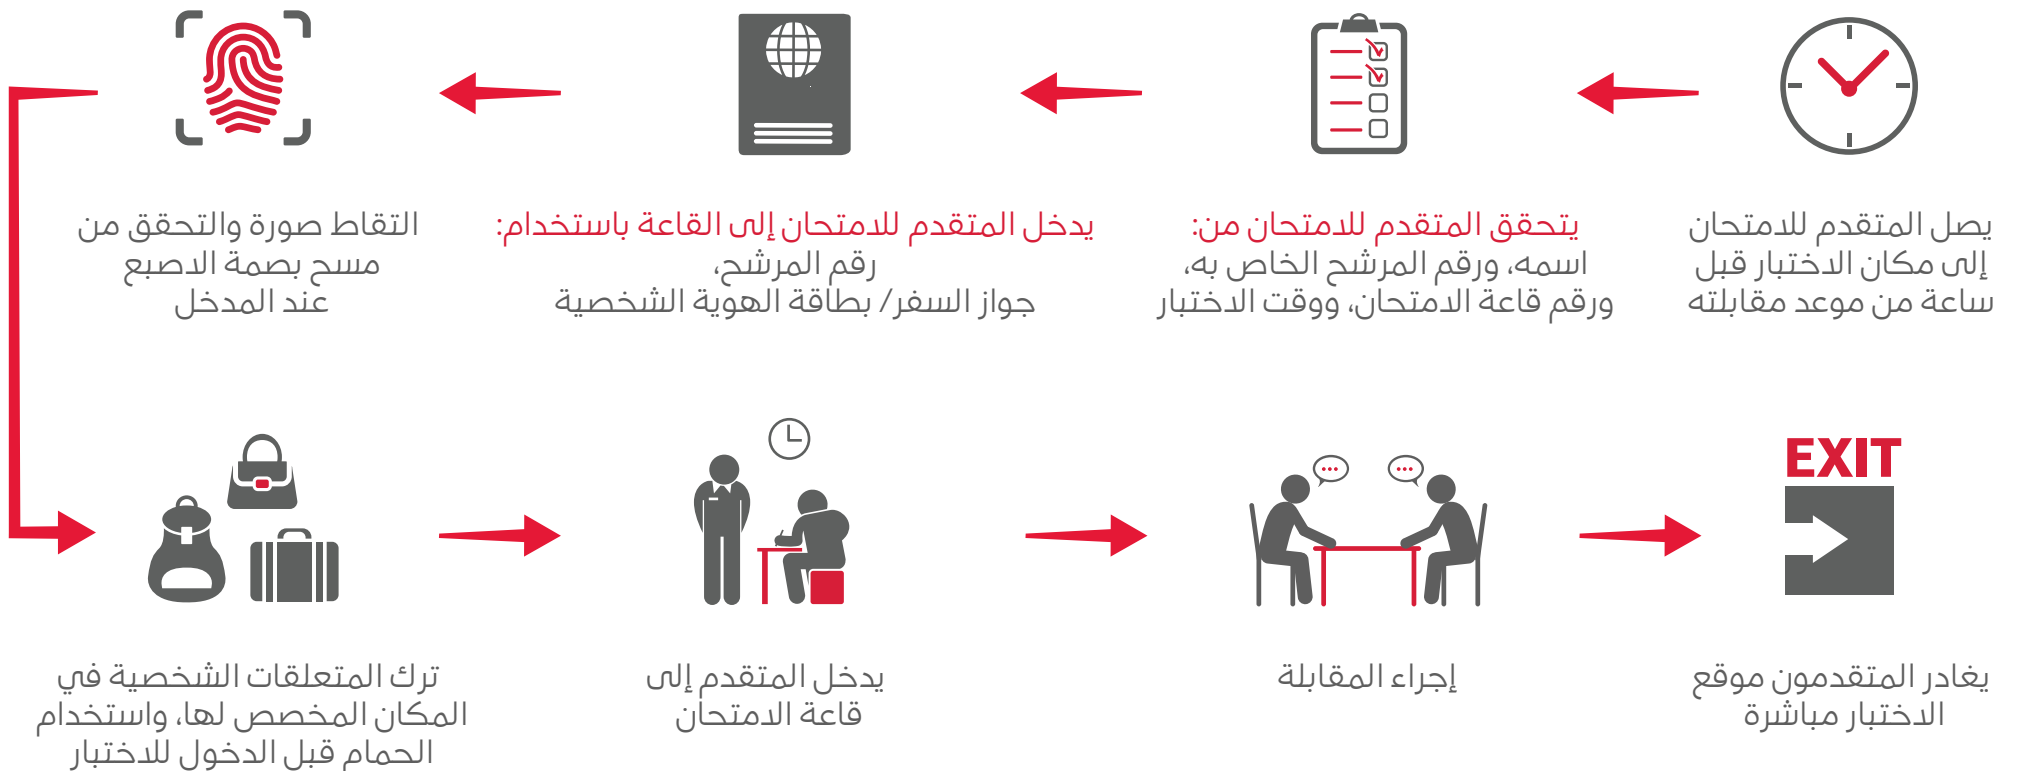 يصل المتقدم للامتحان
إلى مكان الاختبار قبل
ساعة من موعد مقابلته
يتحقق المتقدم للامتحان من:
اسمه، ورقم المرشح الخاص به،
ورقم قاعة الامتحان، ووقت الاختبار
يدخل المتقدم للامتحان إلى القاعة باستخدام:
رقم المرشح،
جواز السفر/ بطاقة الهوية الشخصية
التقاط صورة والتحقق من
مسح بصمة الاصبع
عند المدخل
ترك المتعلقات الشخصية في
المكان المخصص لها، واستخدام
الحمام قبل الدخول للاختبار
يدخل المتقدم إلى
قاعة الامتحان
إجراء المقابلة
EXIT
يغادر المتقدمون موقع
الاختبار مباشرة